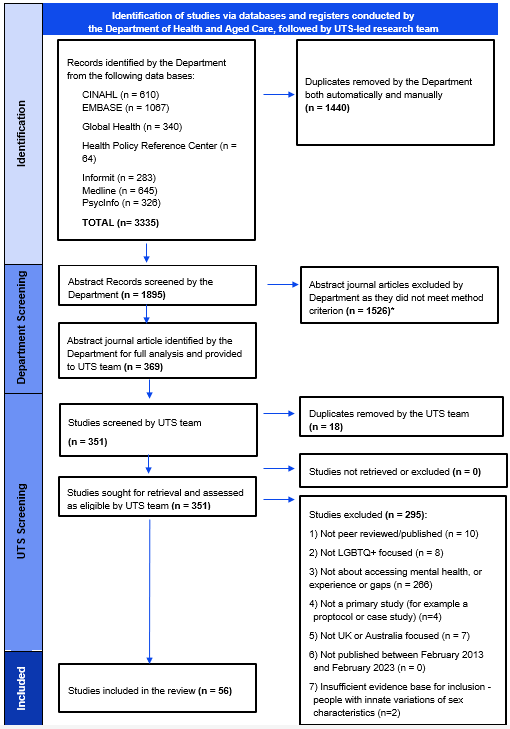 Identification of studies via databases and registers conducted by
the Department of Health and Aged Care, followed by UTS-led research team
Identification
Records identified by the Department
from the following data bases:
CINAHL (n = 610)
EMBASE (n = 1067)
Global Health (n = 340)
Health Policy Reference Center (n =
64)
Informit (n = 283)
Medline (n = 645)
PsycInfo (n = 326)
TOTAL (n= 3335)
Duplicates removed by the Department
both automatically and manually
(n = 1440)
Department Screening
Abstract Records screened by the
Department (n = 1895)
Abstract journal articles excluded by
Department as they did not meet method
criterion (n = 1526)*
Abstract journal article identified by the
Department for full analysis and provided
to UTS team (n = 369)
UTS Screening
Studies screened by UTS team
(n = 351)
Duplicates removed by the UTS team
(n = 18)
Studies not retrieved or excluded (n = 0)
Studies sought for retrieval and assessed
as eligible by UTS team (n = 351)
Studies excluded (n = 295):
1) Not peer reviewed/published (n = 10)
2) Not LGBTQ+ focused (n = 8)
3) Not about accessing mental health, or
experience or gaps (n = 266)
4) Not a primary study (for example a
proptocol or case study) (n=4)
5) Not UK or Australia focused (n = 7)
6) Not published between February 2013
and February 2023 (n = 0)
7) Insufficient evidence base for inclusion -
people with innate variations of sex
characteristics (n=2)
Included
Studies included in the review (n = 56)